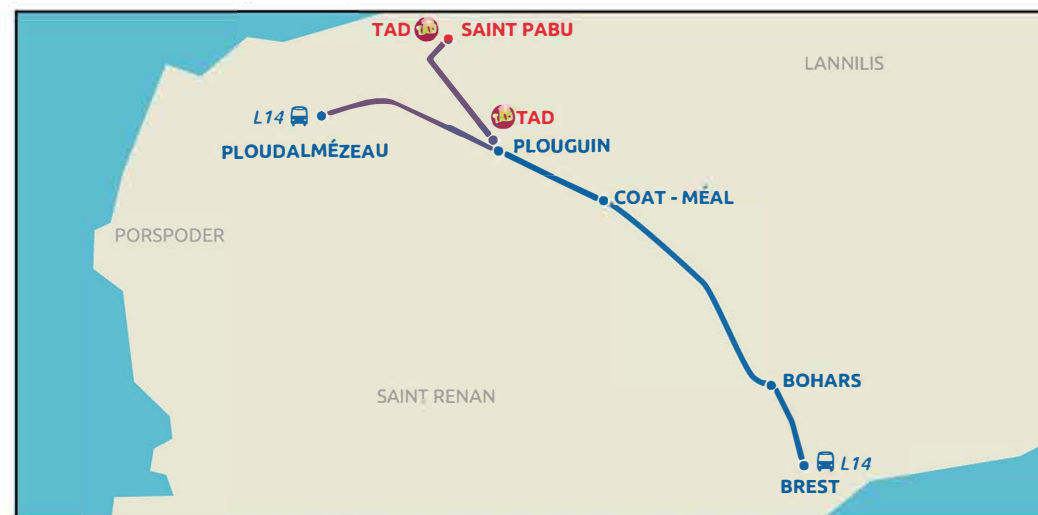 TAD SAINT PABU
LANNILIS
L14
TAD
PLOUDALMÉZEAU
PLOUGUIN
COAT - MÉAL
PORSPODER
BOHARS
SAINT RENAN
L14
BREST